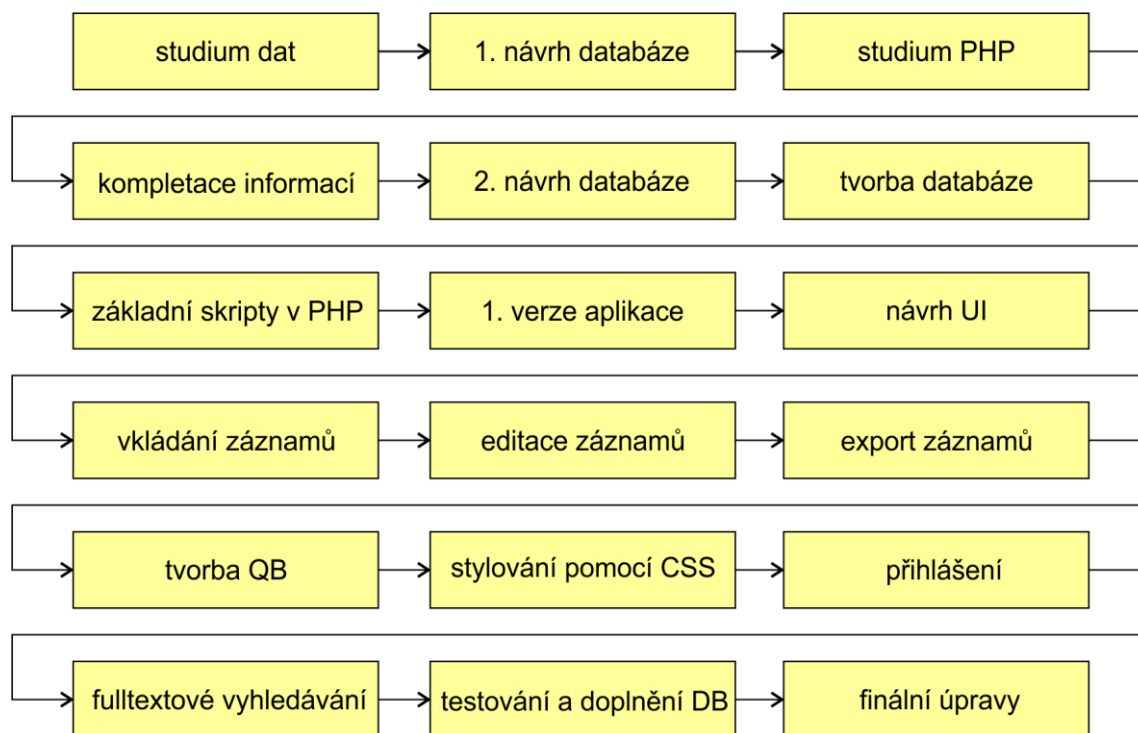 studium dat
1. návrh databáze
studium PHP
kompletace informací
2. návrh databáze
tvorba databáze
základní skripty v PHP
1. verze aplikace
návrh UI
vkládání záznamů
editace záznamů
export záznamů
tvorba QB
stylování pomocí CSS
přihlášení
fulltextové vyhledávání
testování a doplnění DB
finální úpravy